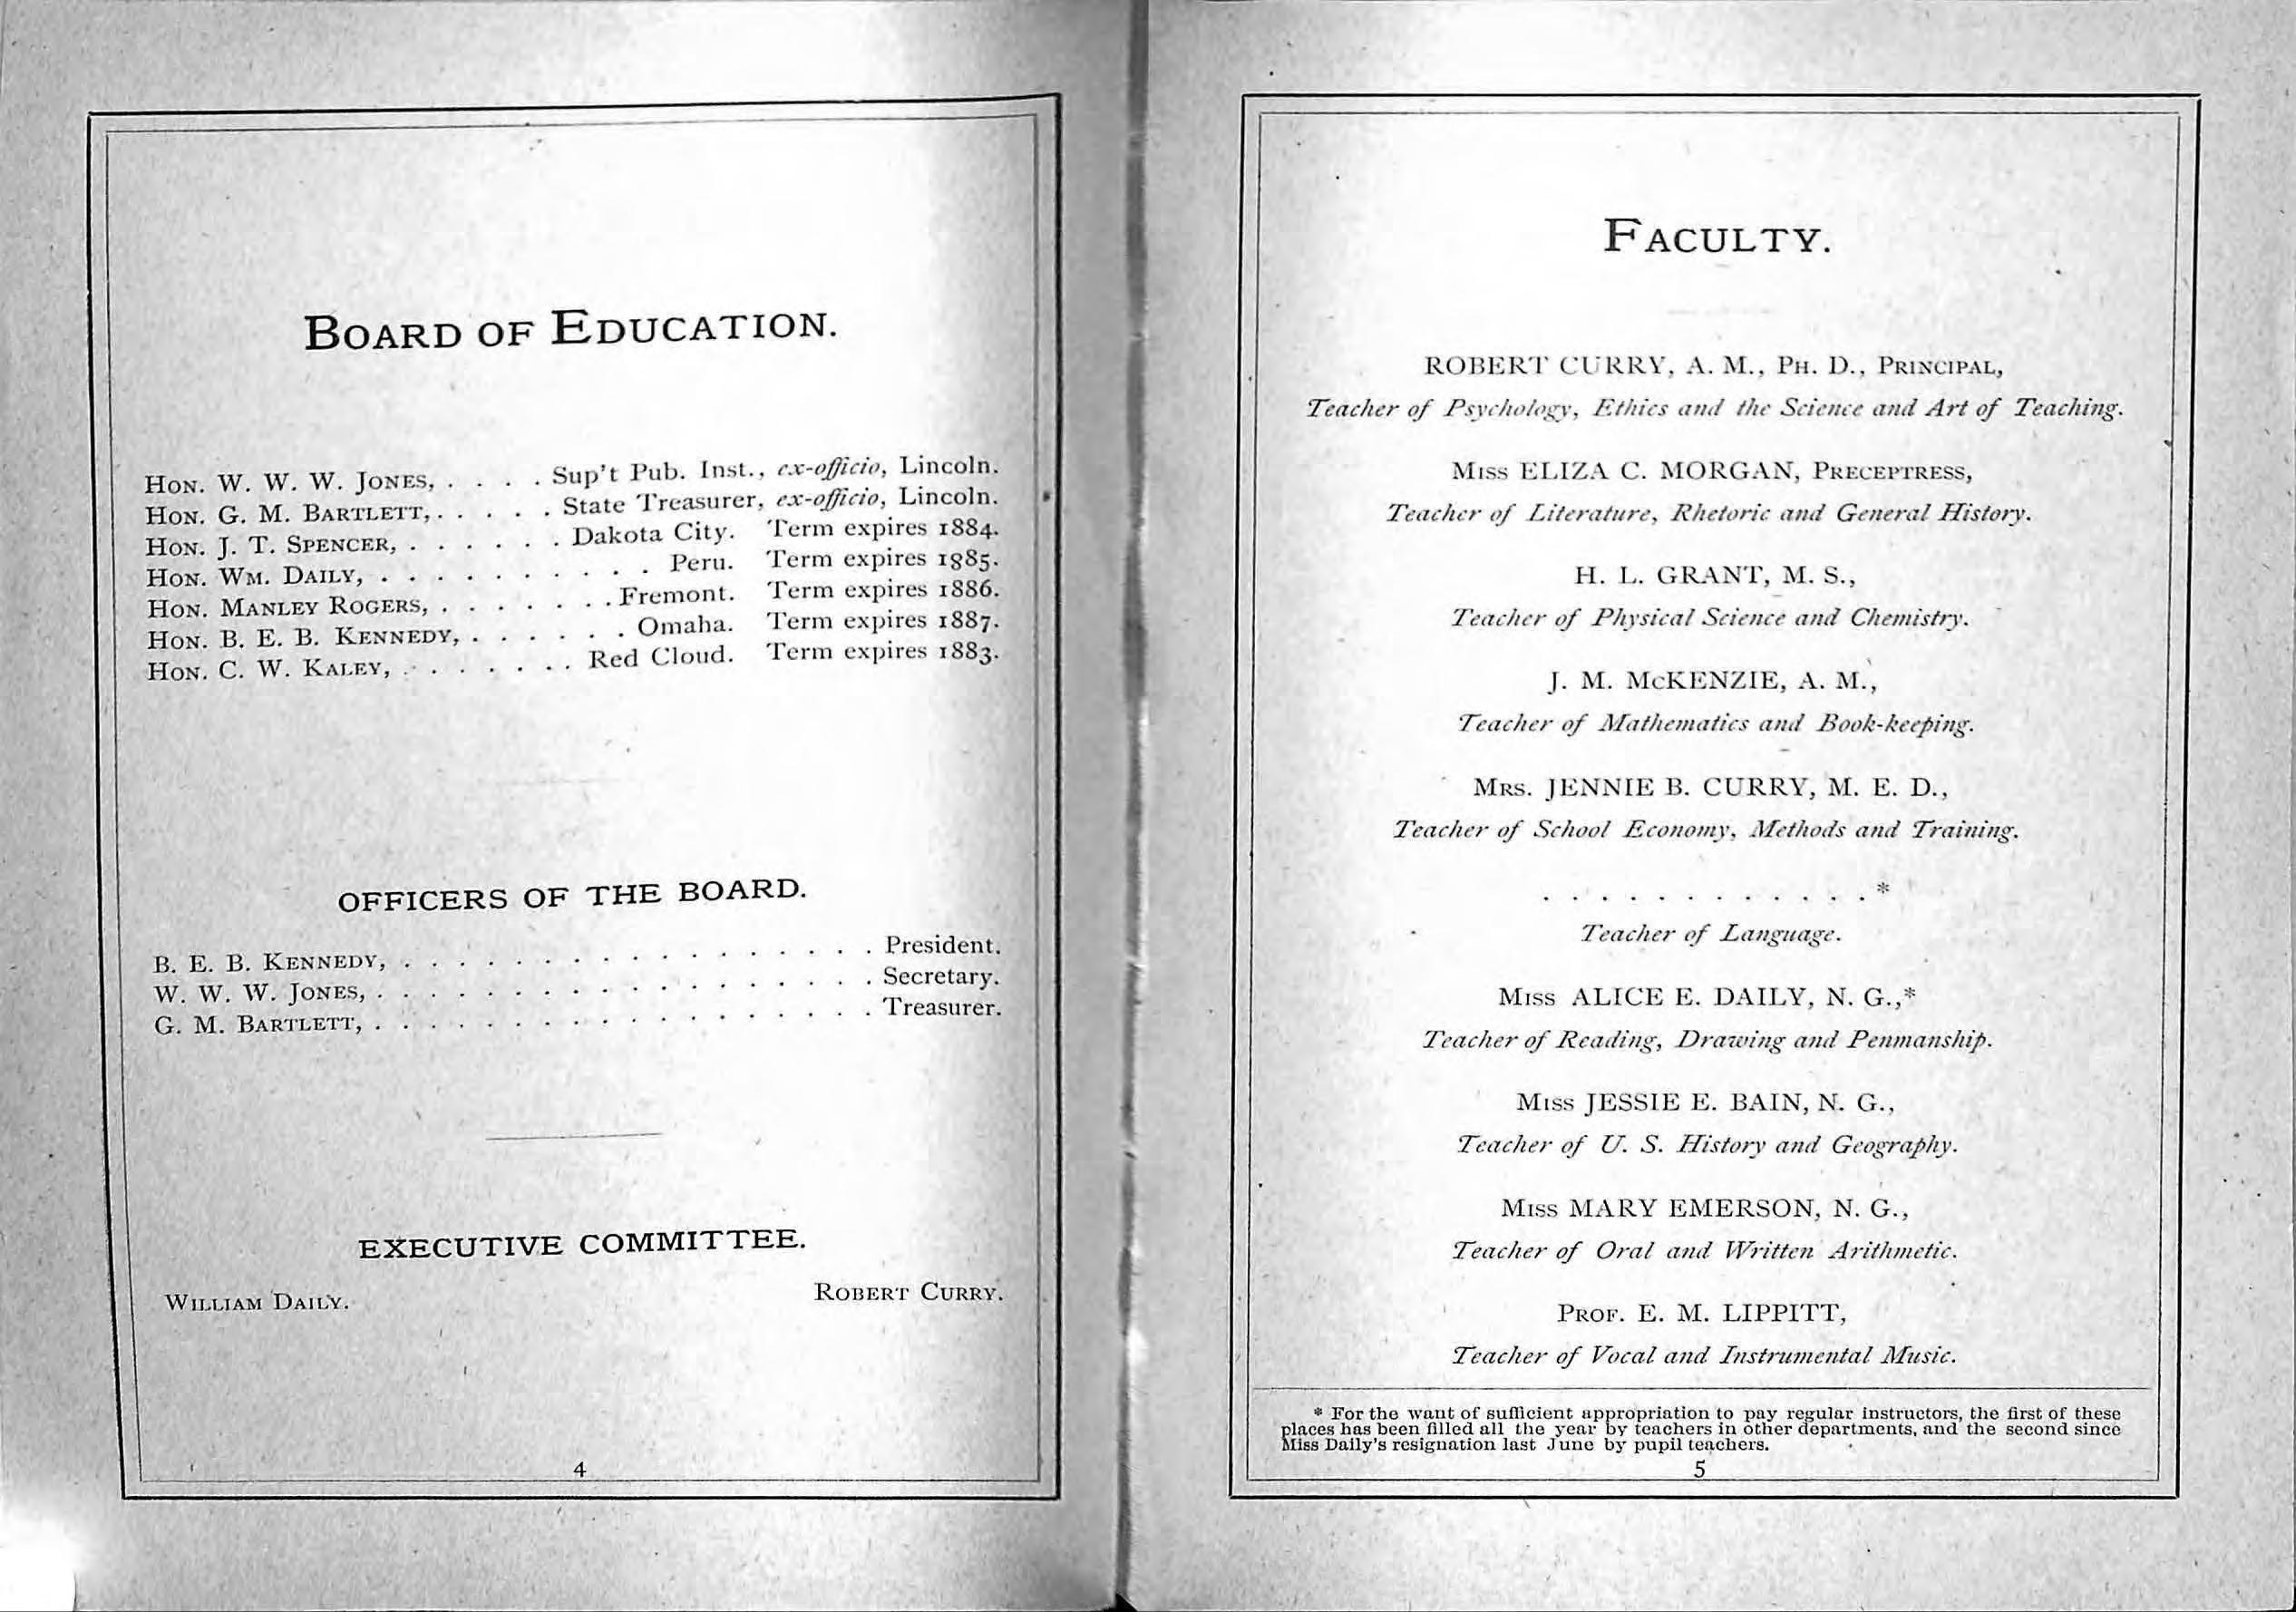 BOARD OF EDUCATION.
HON. W. W. W. JONES, . . . . Sup't Pub. Inst., ex-officio, Lincoln.
HON. G. M. BARTLETT, . . . . . State Treasurer, ex-officio, Lincoln.
HON. J. T. SPENCER, . . . . . . Dakota City. Term expires 1884.
HON. WM. DAILY, . . . . . . . . . . Peru. Term expires 1885.
HON. MANLEY ROGERS, . . . . . . . Fremont. Term expires 1886.
HON. B. E. B. KENNEDY, . . . . . . Omaha. Term expires 1887.
HON. C. W. KALEY, . . . . . . . Red Cloud. Term expires 1883.
OFFICERS OF THE BOARD.
B. E. B. KENNEDY, . . . . . . . . . . . . . . . . . President.
W. W. W. JONES, . . . . . . . . . . . . . . . . . . Secretary.
G. M. BARTLETT, . . . . . . . . . . . . . . . . . . Treasurer.
EXECUTIVE COMMITTEE.
WILLIAM DAILY. ROBERT CURRY.
4
FACULTY.
ROBERT CURRY, A. M., PH. D., PRINCIPAL,
Teacher of Psychology, Ethics and the Science and Art of Teaching.
MISS ELIZA C. MORGAN, PRECEPTRESS,
Teacher of Literature, Rhetoric and General History.
H. L. GRANT, M. S.,
Teacher of Physical Science and Chemistry.
J. M. McKENZIE, A. M.,
Teacher of Mathematics and Book-keeping.
MRS. JENNIE B. CURRY, M. E. D.,
Teacher of School Economy, Methods and Training.
. . . . . . . . . . . . *
Teacher of Language.
MISS ALICE E. DAILY, N. G.,*
Teacher of Reading, Drawing and Penmanship.
MISS JESSIE E. BAIN, N. G.,
Teacher of U. S. History and Geography.
MISS MARY EMERSON, N. G.,
Teacher of Oral and Written Arithmetic.
PROF. E. M. LIPPITT,
Teacher of Vocal and Instrumental Music.
* For the want of sufficient appropriation to pay regular instructors, the first of these
places has been filled all the year by teachers in other departments, and the second since
Miss Daily's resignation last June by pupil teachers.
5